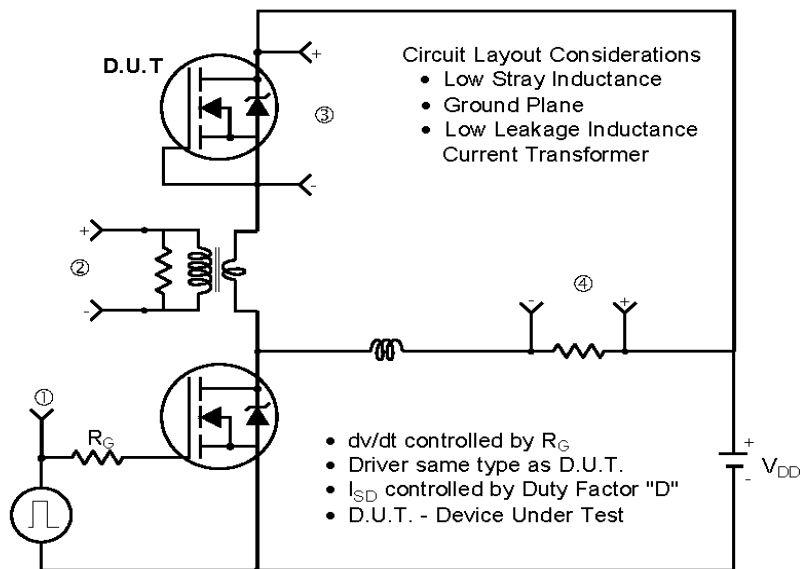 D.U.T
+
Circuit Layout Considerations
• Low Stray Inductance
• Ground Plane
• Low Leakage Inductance
Current Transformer
③
-
+
②
-
④
-
+
①
R_G
• dv/dt controlled by R_G
• Driver same type as D.U.T.
• I_SD controlled by Duty Factor "D"
• D.U.T. - Device Under Test
+
V_DD
-